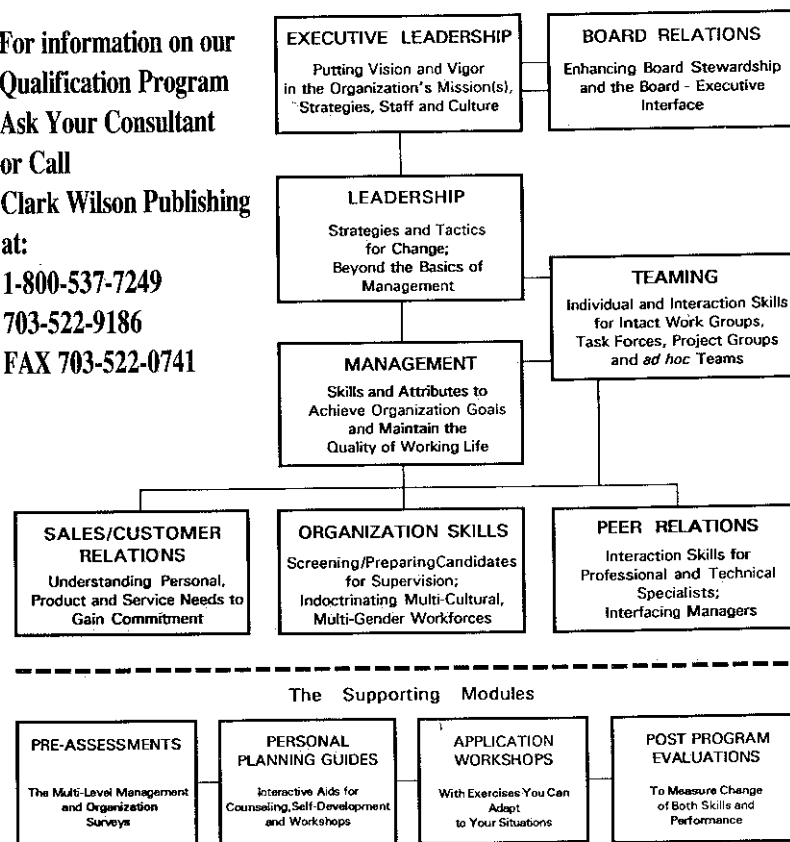 For information on our
Qualification Program
Ask Your Consultant
or Call
Clark Wilson Publishing
at:
1-800-537-7249
703-522-9186
FAX 703-522-0741
EXECUTIVE LEADERSHIP
Putting Vision and Vigor
in the Organization's Mission(s),
Strategies, Staff and Culture
BOARD RELATIONS
Enhancing Board Stewardship
and the Board - Executive
Interface
LEADERSHIP
Strategies and Tactics
for Change;
Beyond the Basics of
Management
TEAMING
Individual and Interaction Skills
for Intact Work Groups,
Task Forces, Project Groups
and ad hoc Teams
MANAGEMENT
Skills and Attributes to
Achieve Organization Goals
and Maintain the
Quality of Working Life
SALES/CUSTOMER
RELATIONS
Understanding Personal,
Product and Service Needs to
Gain Commitment
ORGANIZATION SKILLS
Screening/PreparingCandidates
for Supervision;
Indoctrinating Multi-Cultural,
Multi-Gender Workforces
PEER RELATIONS
Interaction Skills for
Professional and Technical
Specialists;
Interfacing Managers
The Supporting Modules
PRE-ASSESSMENTS
The Multi-Level Management
and Organization
Surveys
PERSONAL
PLANNING GUIDES
Interactive Aids for
Counseling,Self-Development
and Workshops
APPLICATION
WORKSHOPS
With Exercises You Can
Adapt
to Your Situations
POST PROGRAM
EVALUATIONS
To Measure Change
of Both Skills and
Performance